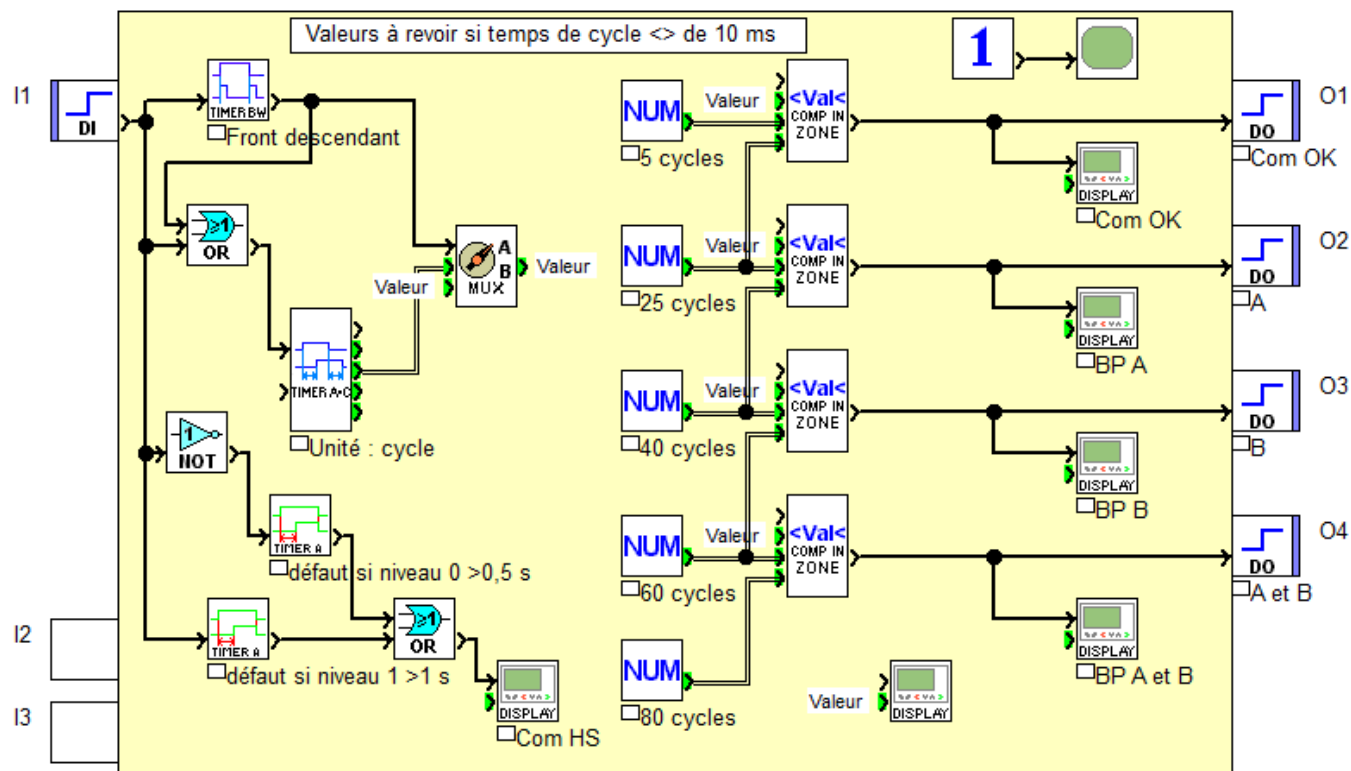 Valeurs à revoir si temps de cycle <> de 10 ms
1
I1
DI
TIMER BW
Front descendant
NUM
Valeur
<Val<
COMP IN
ZONE
5 cycles
DO
O1
Com OK
DISPLAY
Com OK
≥1
OR
Valeur
A
B
MUX
Valeur
NUM
Valeur
<Val<
COMP IN
ZONE
25 cycles
DO
O2
A
DISPLAY
BP A
TIMER A•C
Unité : cycle
NUM
Valeur
<Val<
COMP IN
ZONE
40 cycles
DO
O3
B
DISPLAY
BP B
1
NOT
TIMER A
défaut si niveau 0 >0,5 s
NUM
Valeur
<Val<
COMP IN
ZONE
60 cycles
DO
O4
A et B
DISPLAY
BP A et B
I2
TIMER A
défaut si niveau 1 >1 s
≥1
OR
DISPLAY
Com HS
NUM
80 cycles
Valeur
DISPLAY
I3